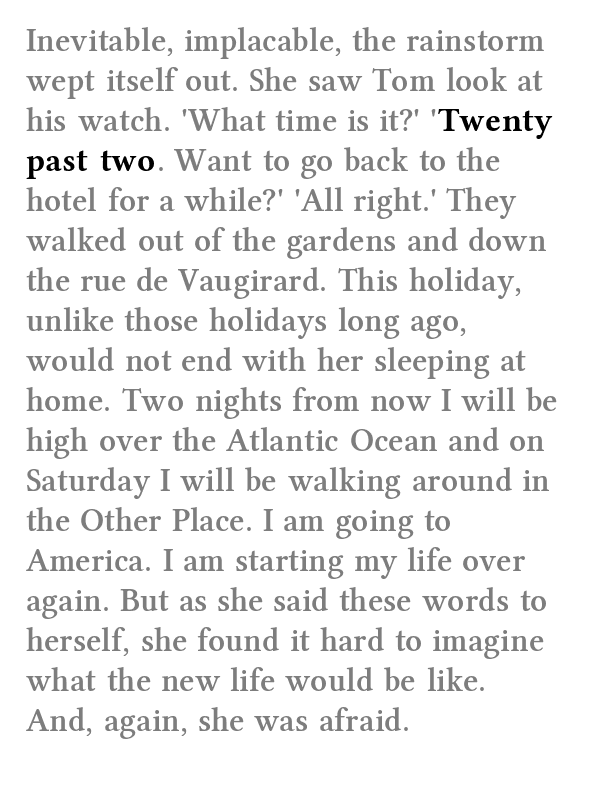 Inevitable, implacable, the rainstorm
wept itself out. She saw Tom look at
his watch. 'What time is it?' 'Twenty
past two. Want to go back to the
hotel for a while?' 'All right.' They
walked out of the gardens and down
the rue de Vaugirard. This holiday,
unlike those holidays long ago,
would not end with her sleeping at
home. Two nights from now I will be
high over the Atlantic Ocean and on
Saturday I will be walking around in
the Other Place. I am going to
America. I am starting my life over
again. But as she said these words to
herself, she found it hard to imagine
what the new life would be like.
And, again, she was afraid.